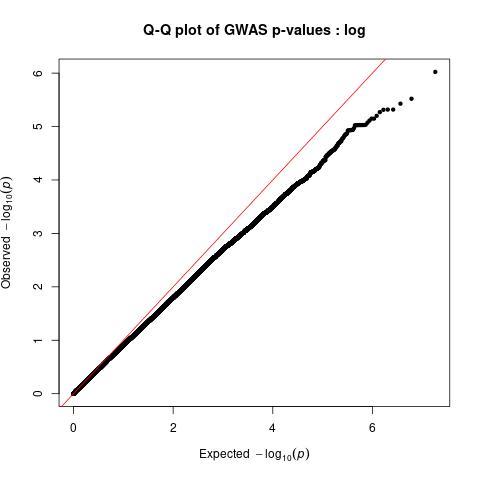 Q-Q plot of GWAS p-values : log
Observed −log10(p)
6
5
4
3
2
1
0
0 2 4 6
Expected −log10(p)